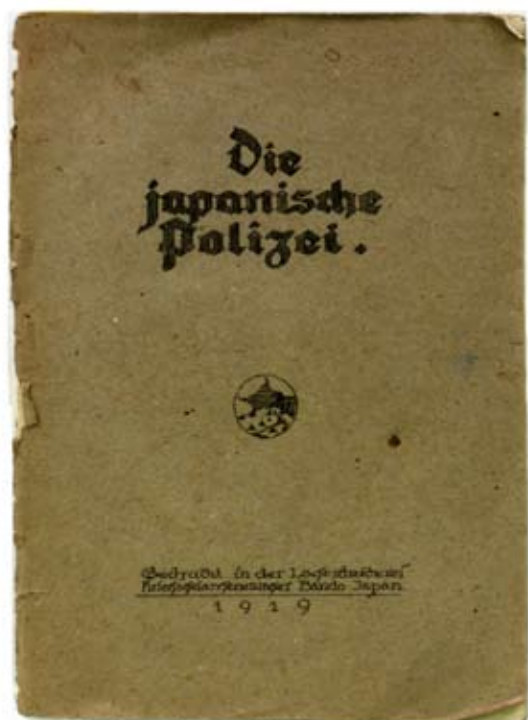 Die
japanische
Polizei.
Gedruckt in der Lagerdruckerei
Kriegsgefangenenlager Bando Japan.
1919